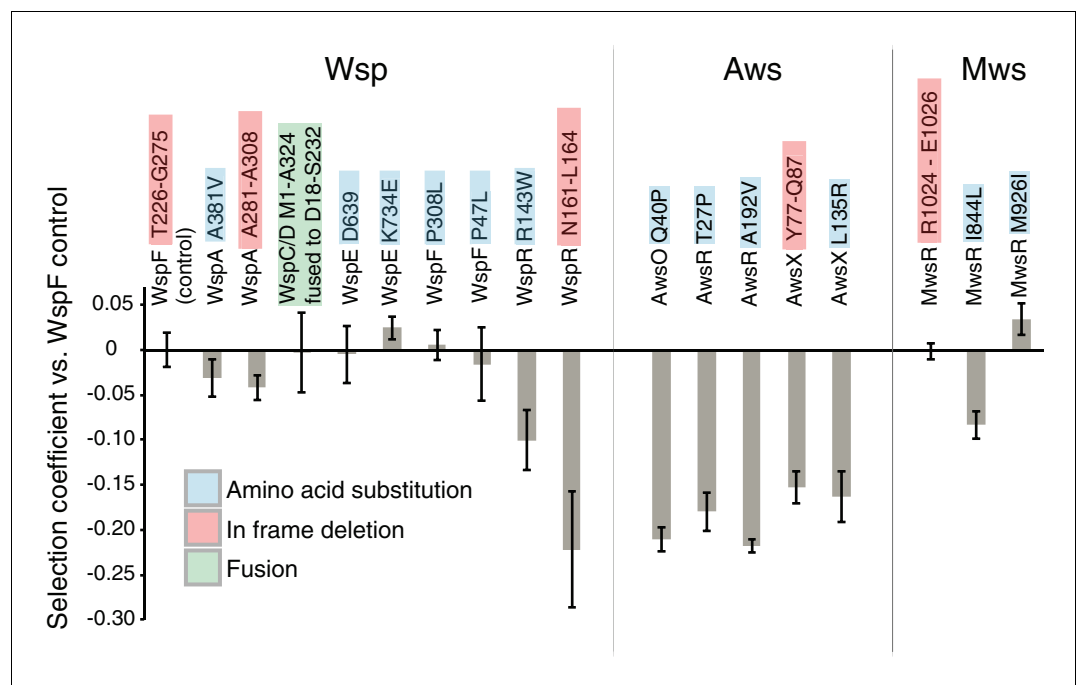 Wsp
Aws
Mws
WspF T226-G275
(control)
WspA A381V
WspA A281-A308
WspC/D M1-A324
fused to D18-S232
WspE D639
WspE K734E
WspF P308L
WspF P47L
WspR R143W
WspR N161-L164
AwsO Q40P
AwsR T27P
AwsR A192V
AwsX Y77-Q87
AwsX L135R
MwsR R1024 - E1026
MwsR I844L
MwsR M926I
Selection coefficient vs. WspF control
0.05
0
-0.05
-0.10
-0.15
-0.20
-0.25
-0.30
Amino acid substitution
In frame deletion
Fusion